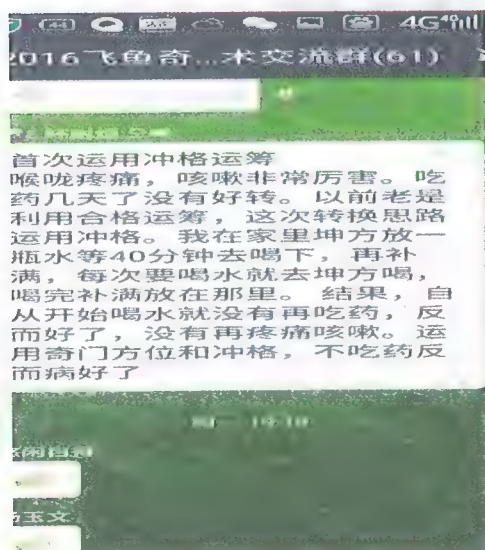 (44) 4G 4G
2016飞鱼奇...术交流群(61)
首次运用冲格运筹
喉咙疼痛，咳嗽非常厉害。吃
药几天了没有好转。以前老是
利用合格运筹，这次转换思路
运用冲格。我在家里坤方放一
瓶水等40分钟去喝下，再补
满，每次要喝水就去坤方喝，
喝完补满放在那里。 结果，自
从开始喝水就没有再吃药，反
而好了，没有再疼痛咳嗽。运
用奇门方位和冲格，不吃药反
而病好了